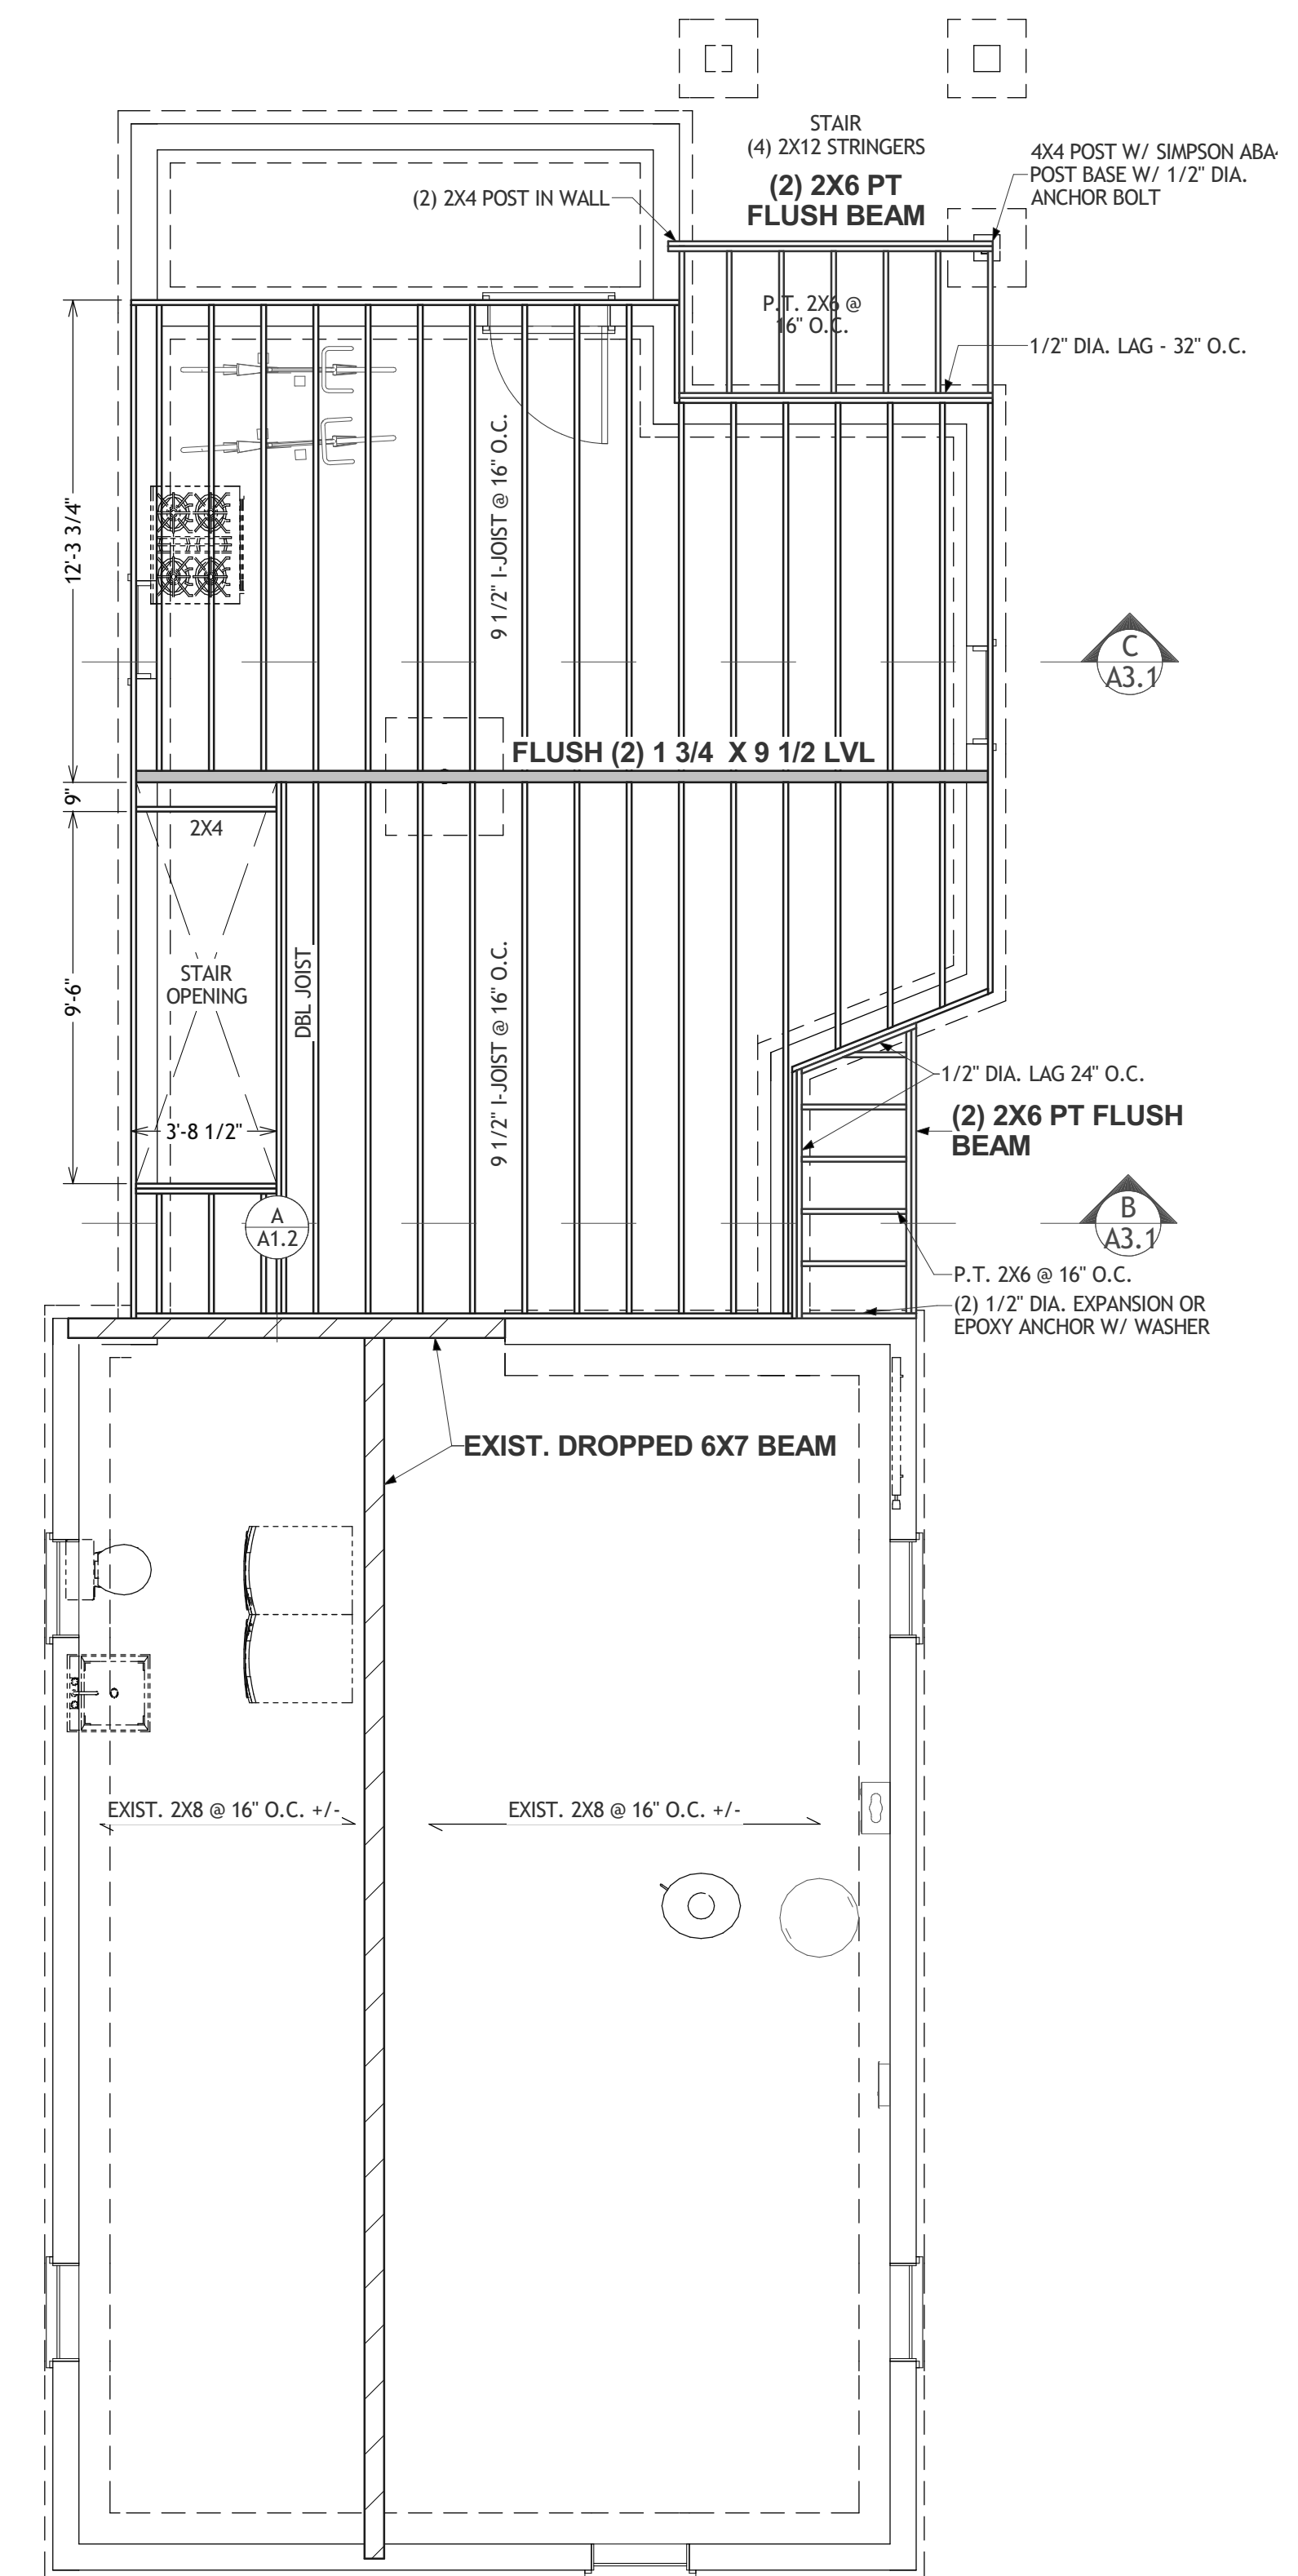 STAIR
(4) 2X12 STRINGERS
(2) 2X6 PT
FLUSH BEAM
4X4 POST W/ SIMPSON ABA
POST BASE W/ 1/2" DIA.
ANCHOR BOLT
(2) 2X4 POST IN WALL
P.T. 2X6 @
16" O.C.
1/2" DIA. LAG - 32" O.C.
12'-3 3/4"
9 1/2" I-JOIST @ 16" O.C.
C
A3.1
FLUSH (2) 1 3/4 X 9 1/2 LVL
9"
2X4
9'-6"
STAIR
OPENING
DBL JOIST
9 1/2" I-JOIST @ 16" O.C.
3'-8 1/2"
1/2" DIA. LAG 24" O.C.
(2) 2X6 PT FLUSH
BEAM
A
A1.2
B
A3.1
P.T. 2X6 @ 16" O.C.
(2) 1/2" DIA. EXPANSION OR
EPOXY ANCHOR W/ WASHER
EXIST. DROPPED 6X7 BEAM
EXIST. 2X8 @ 16" O.C. +/-
EXIST. 2X8 @ 16" O.C. +/-